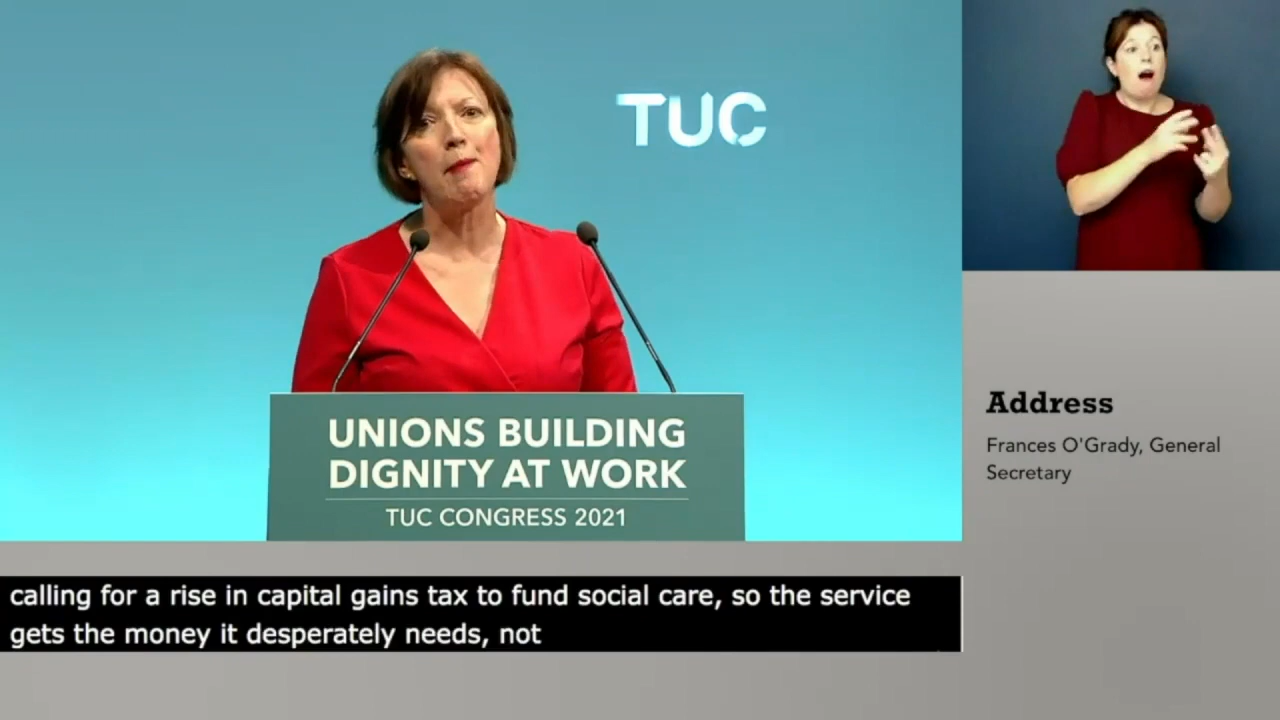 TUC
UNIONS BUILDING
DIGNITY AT WORK
TUC CONGRESS 2021
Address
Frances O'Grady, General
Secretary
calling for a rise in capital gains tax to fund social care, so the service
gets the money it desperately needs, not